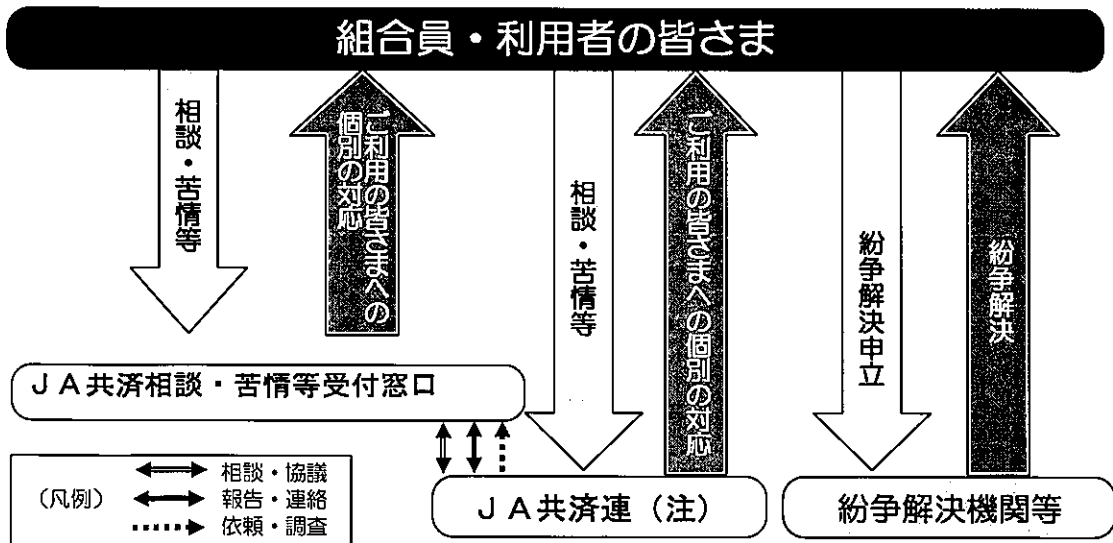 組合員・利用者の皆さま
相談・苦情等
ご利用の皆さまへの
個別の対応
相談・苦情等
ご利用の皆さまへの個別の対応
紛争解決申立
紛争解決
ＪＡ共済相談・苦情等受付窓口
ＪＡ共済連（注）
紛争解決機関等
（凡例）
相談・協議
報告・連絡
依頼・調査